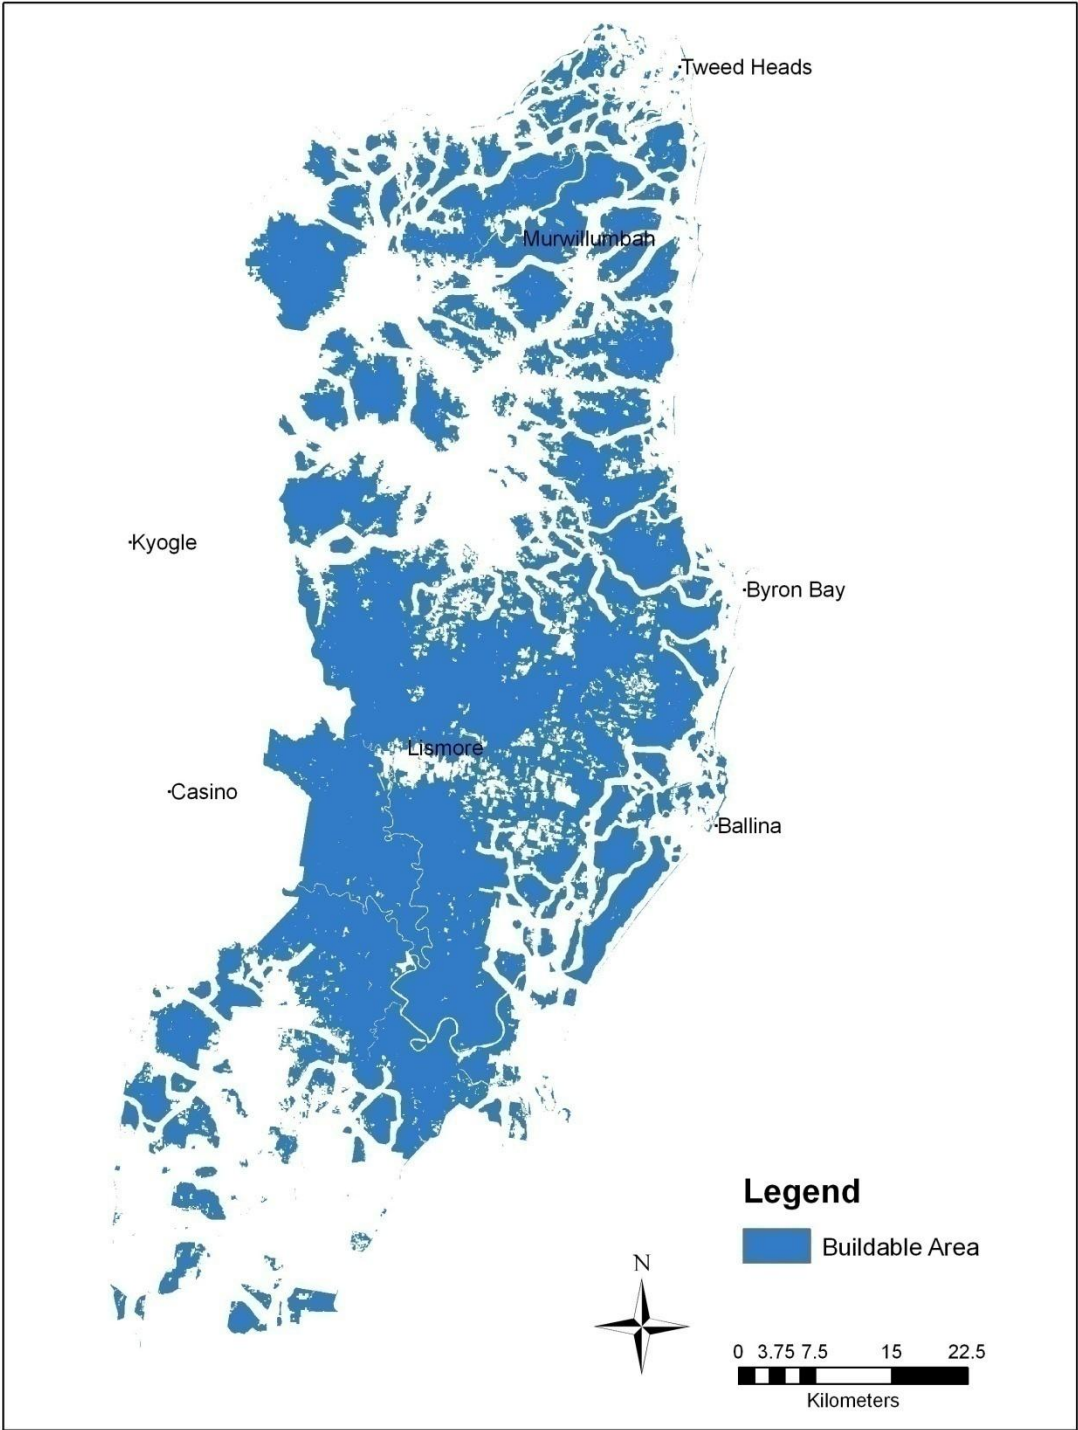 Tweed Heads
Murwillumbah
Kyogle
Byron Bay
Lismore
Casino
Ballina
Legend
Buildable Area
N
0 3.75 7.5 15 22.5
Kilometers